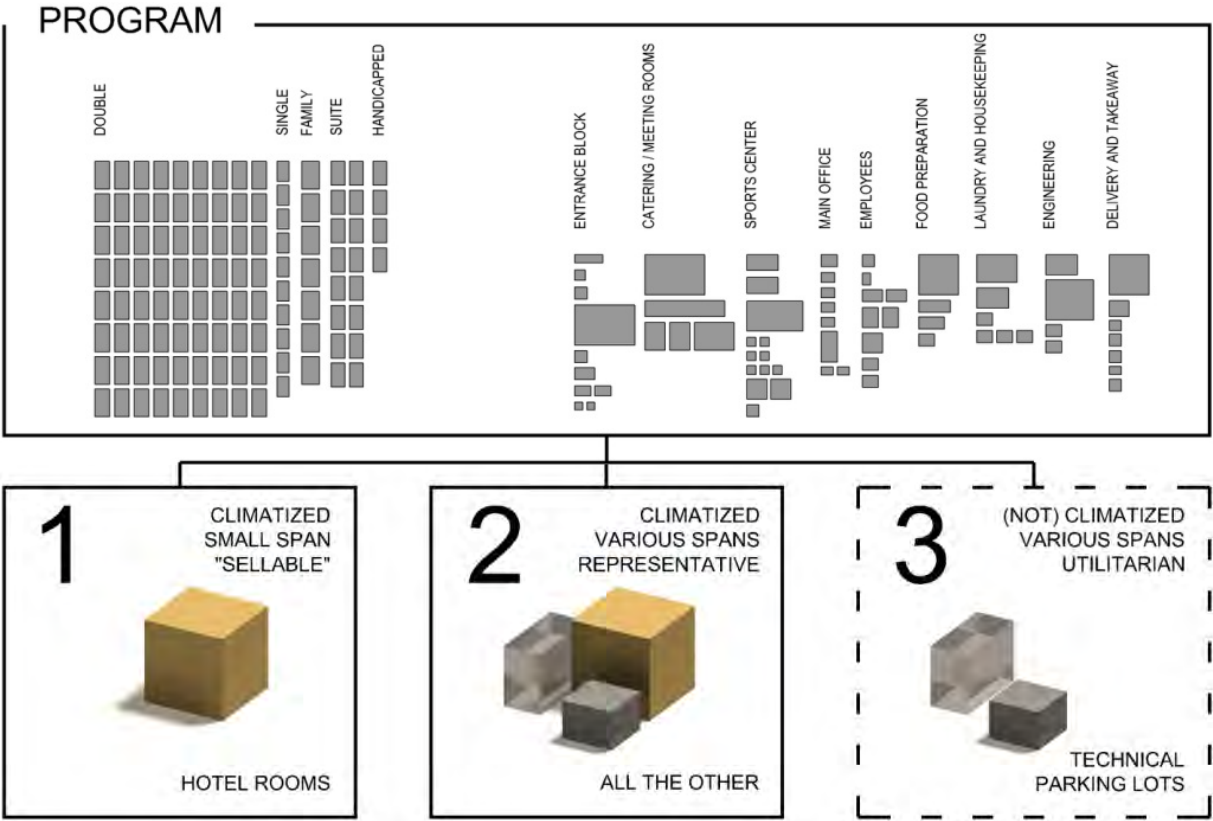 PROGRAM
DOUBLE
SINGLE
FAMILY
SUITE
HANDICAPPED
ENTRANCE BLOCK
CATERING / MEETING ROOMS
SPORTS CENTER
MAIN OFFICE
EMPLOYEES
FOOD PREPARATION
LAUNDRY AND HOUSEKEEPING
ENGINEERING
DELIVERY AND TAKEAWAY
1
CLIMATIZED
SMALL SPAN
"SELLABLE"
HOTEL ROOMS
2
CLIMATIZED
VARIOUS SPANS
REPRESENTATIVE
ALL THE OTHER
3
(NOT) CLIMATIZED
VARIOUS SPANS
UTILITARIAN
TECHNICAL
PARKING LOTS